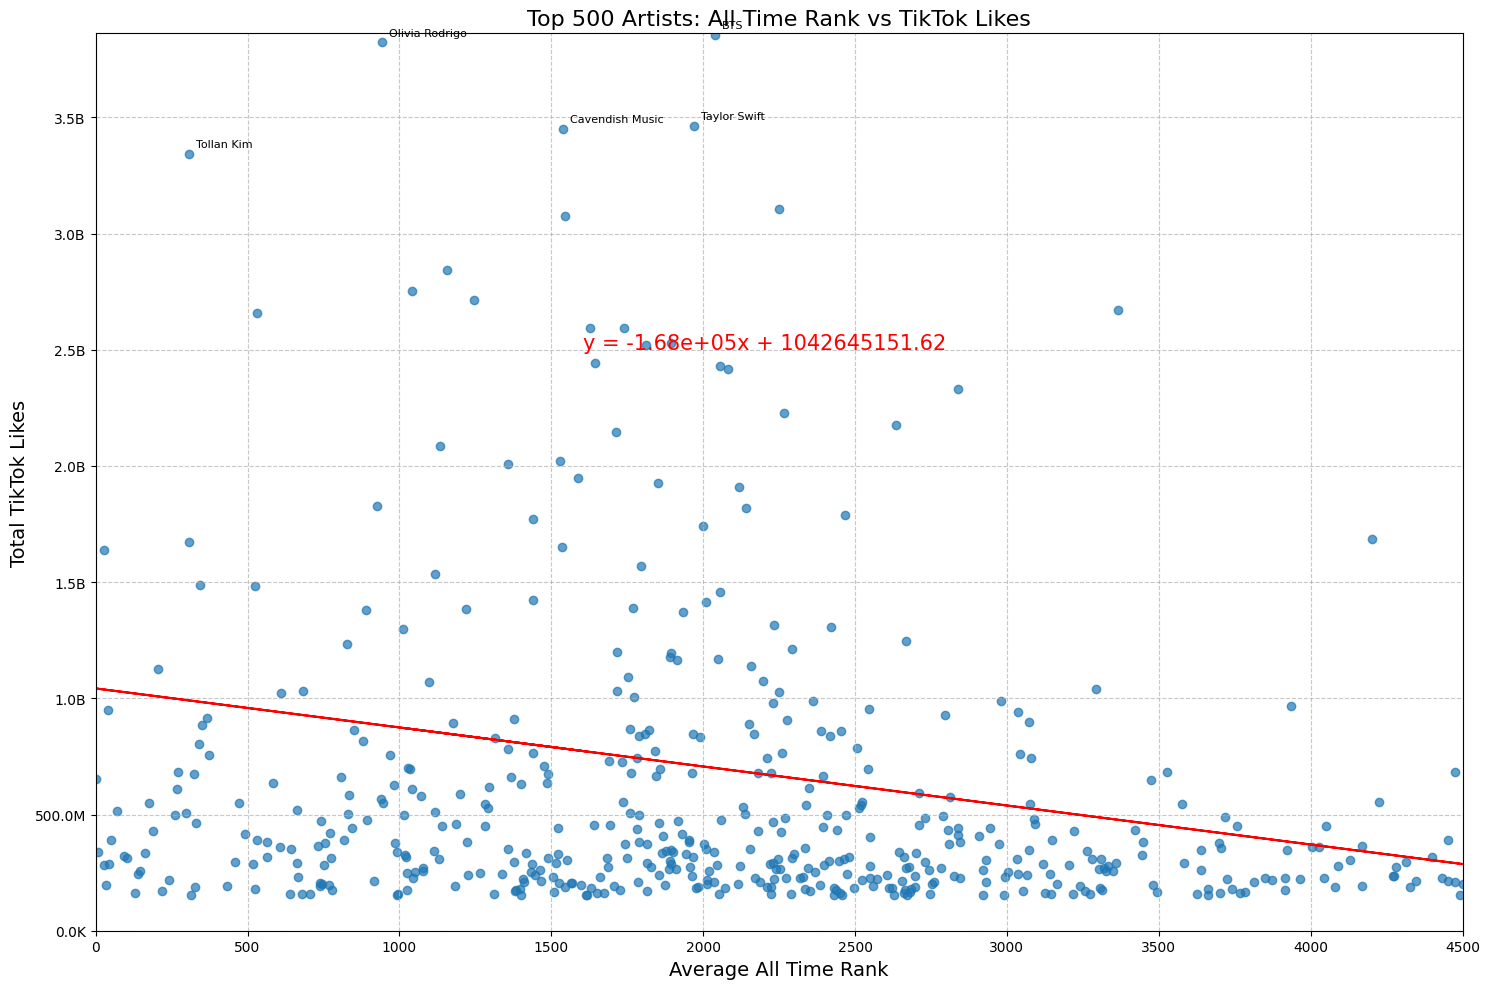 Top 500 Artists: All Time Rank vs TikTok Likes
BTS
Olivia Rodrigo
Taylor Swift
Cavendish Music
Tollan Kim
y = -1.68e+05x + 1042645151.62
Total TikTok Likes
3.5B
3.0B
2.5B
2.0B
1.5B
1.0B
500.0M
0.0K
0 500 1000 1500 2000 2500 3000 3500 4000 4500
Average All Time Rank